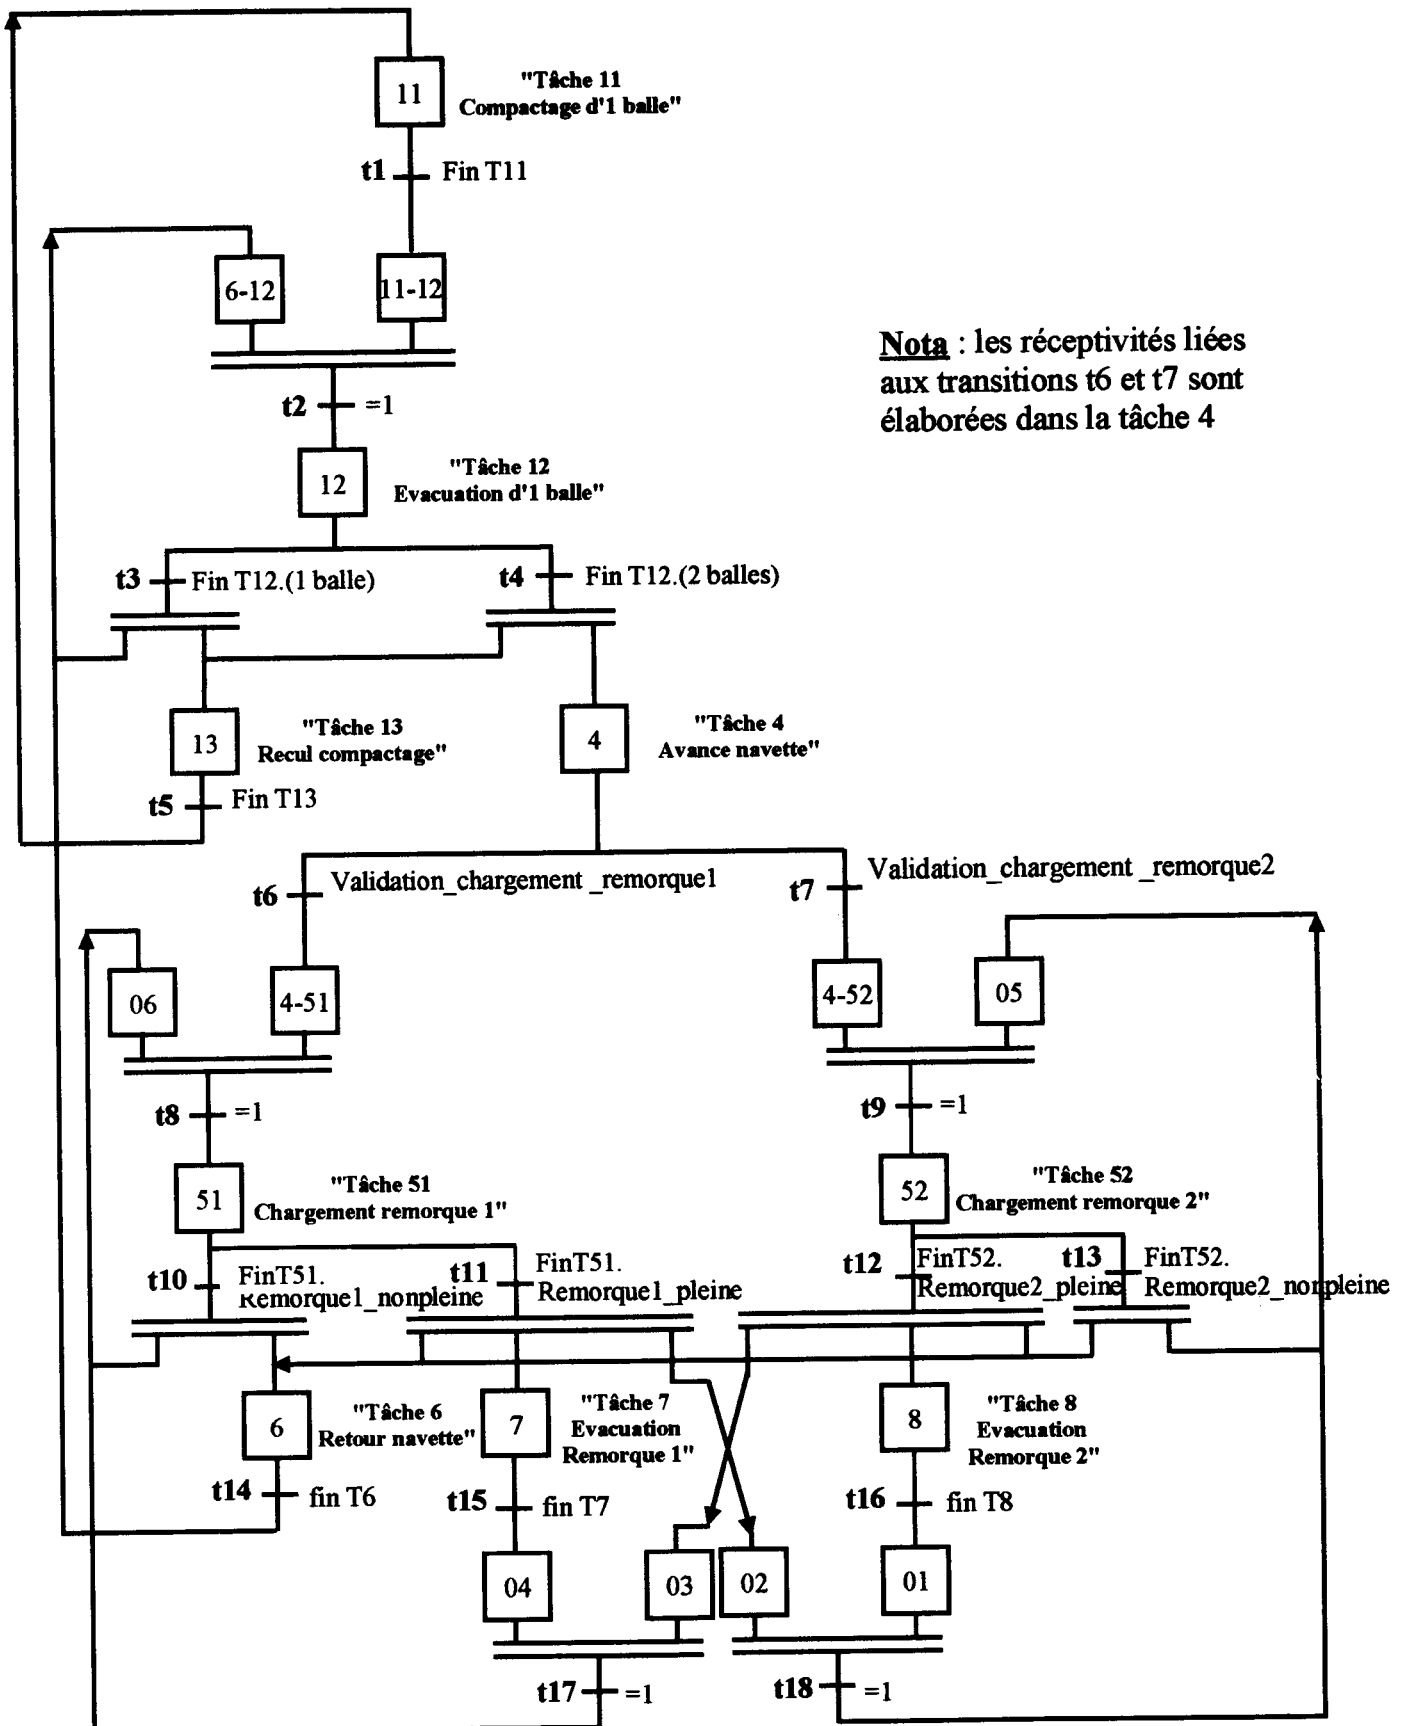 11
"Tâche 11
Compactage d'1 balle"
t1
Fin T11
6-12
11-12
Nota : les réceptivités liées
aux transitions t6 et t7 sont
élaborées dans la tâche 4
t2
=1
12
"Tâche 12
Evacuation d'1 balle"
t3
Fin T12.(1 balle)
t4
Fin T12.(2 balles)
13
"Tâche 13
Recul compactage"
4
"Tâche 4
Avance navette"
t5
Fin T13
t6
Validation_chargement _remorque1
t7
Validation_chargement _remorque2
06
4-51
4-52
05
t8
=1
t9
=1
51
"Tâche 51
Chargement remorque 1"
52
"Tâche 52
Chargement remorque 2"
t10
FinT51.
Remorque1_nonpleine
t11
FinT51.
Remorque1_pleine
t12
FinT52.
Remorque2_pleine
t13
FinT52.
Remorque2_nonpleine
6
"Tâche 6
Retour navette"
7
"Tâche 7
Evacuation
Remorque 1"
8
"Tâche 8
Evacuation
Remorque 2"
t14
fin T6
t15
fin T7
t16
fin T8
04
03
02
01
t17
=1
t18
=1